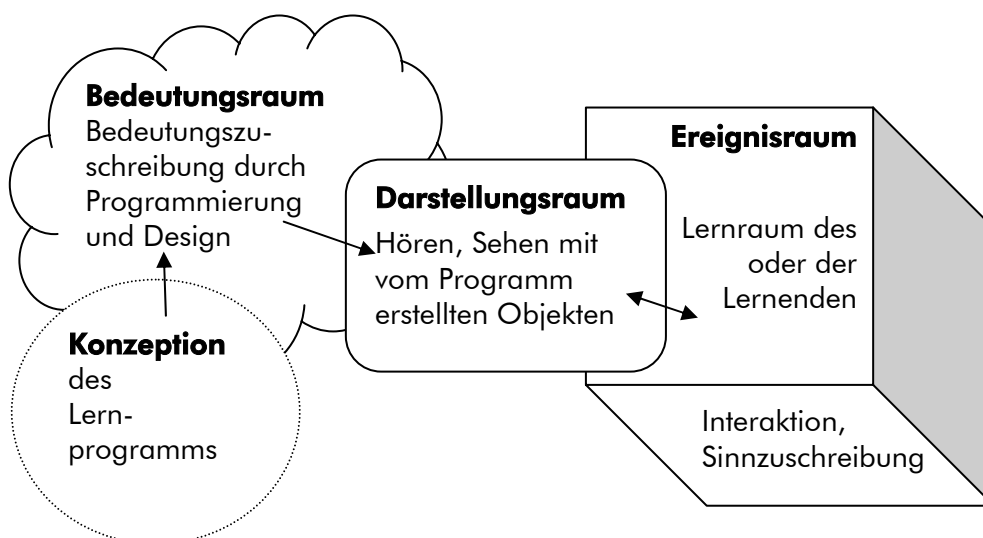 Bedeutungsraum
Bedeutungszu-
schreibung durch
Programmierung
und Design
Konzeption
des
Lern-
programms
Darstellungsraum
Hören, Sehen mit
vom Programm
erstellten Objekten
Ereignisraum
Lernraum des
oder der
Lernenden
Interaktion,
Sinnzuschreibung